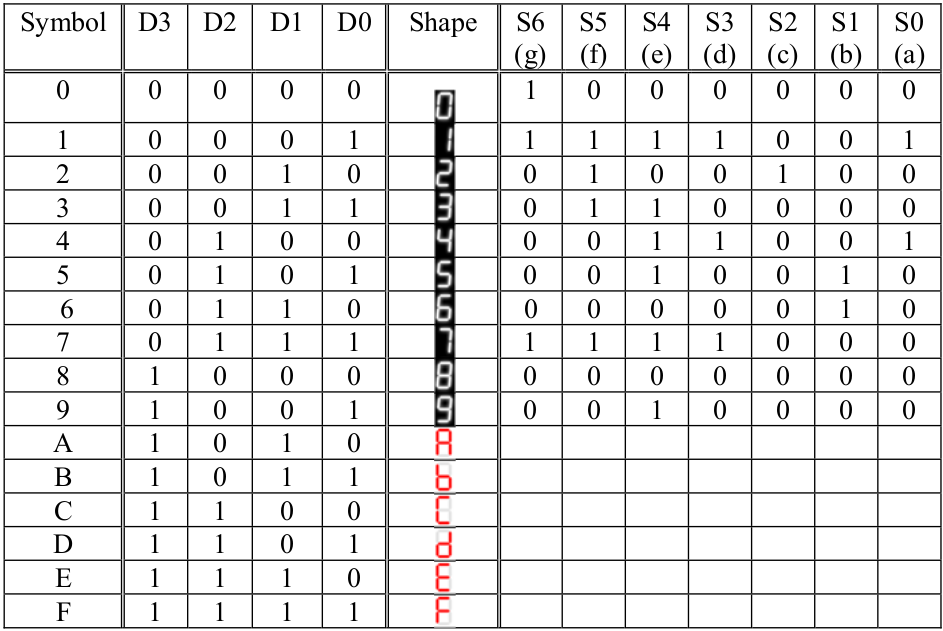 Symbol D3 D2 D1 D0 Shape S6 (g) S5 (f) S4 (e) S3 (d) S2 (c) S1 (b) S0 (a)
0 0 0 0 0 0 1 0 0 0 0 0 0
1 0 0 0 1 1 1 1 1 1 0 0 1
2 0 0 1 0 2 0 1 0 0 1 0 0
3 0 0 1 1 3 0 1 1 0 0 0 0
4 0 1 0 0 4 0 0 1 1 0 0 1
5 0 1 0 1 5 0 0 1 0 0 1 0
6 0 1 1 0 6 0 0 0 0 0 1 0
7 0 1 1 1 7 1 1 1 1 0 0 0
8 1 0 0 0 8 0 0 0 0 0 0 0
9 1 0 0 1 9 0 0 1 0 0 0 0
A 1 0 1 0 A
B 1 0 1 1 b
C 1 1 0 0 C
D 1 1 0 1 d
E 1 1 1 0 E
F 1 1 1 1 F